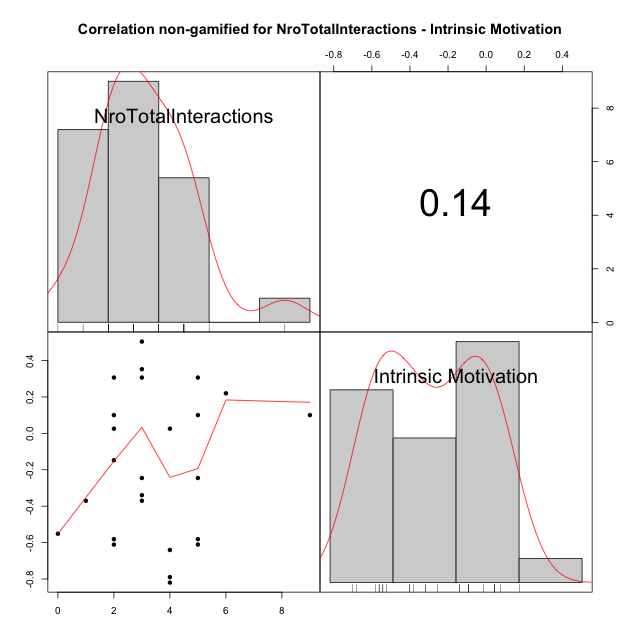 Correlation non-gamified for NroTotalInteractions - Intrinsic Motivation
-0.8 -0.6 -0.4 -0.2 0.0 0.2 0.4
NroTotalInteractions
0.14
8
6
4
2
0
0.4
0.2
0.0
-0.2
-0.4
-0.6
-0.8
Intrinsic Motivation
0 2 4 6 8